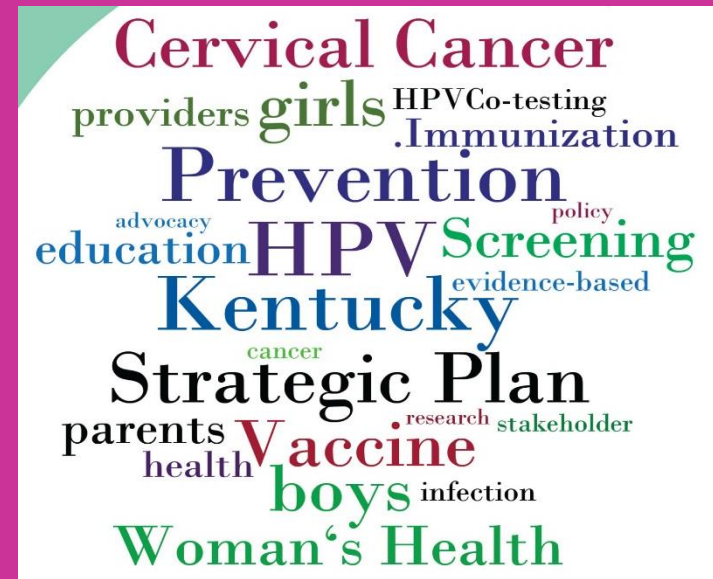 Cervical Cancer
providers girls HPVCo-testing
.Immunization
Prevention
advocacy policy
education HPV Screening
Kentucky evidence-based
cancer
Strategic Plan
parents Vaccine research stakeholder
health
boys infection
Woman‘s Health